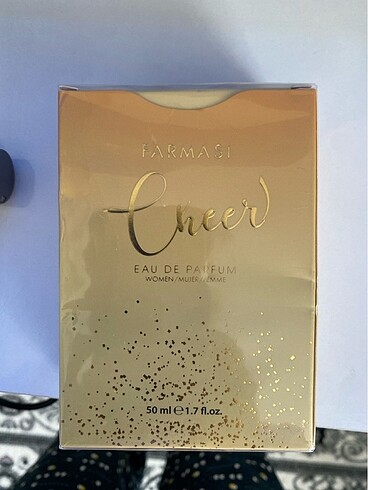 FARMASi
Cheer
EAU DE PARFUM
WOMEN/MUJER/FEMME
50 ml ℮ 1.7 fl.oz.